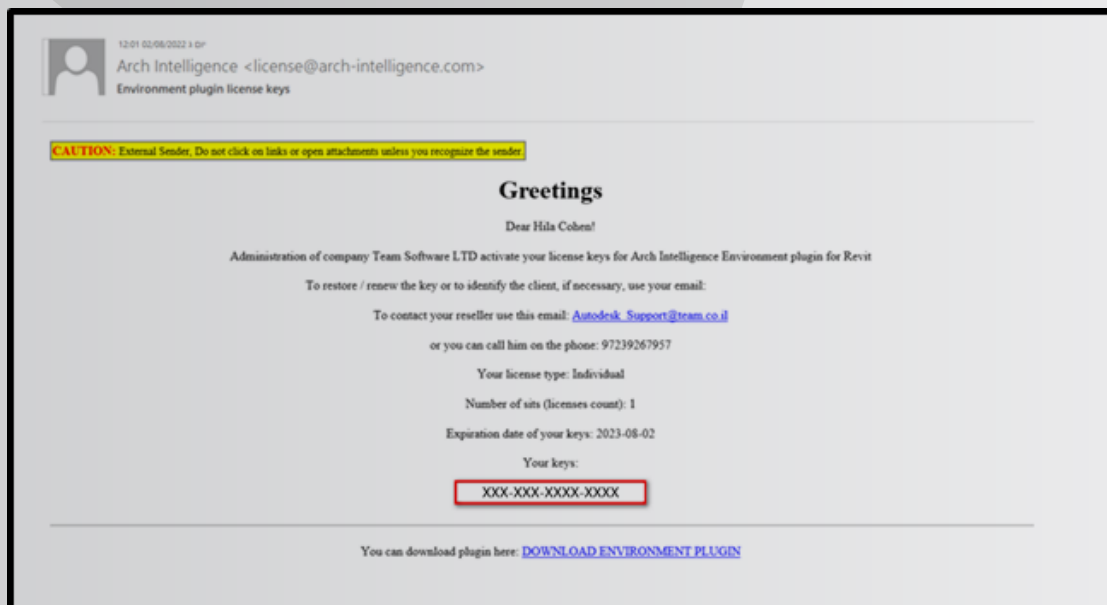 12:01 02/08/2022 יום ג
Arch Intelligence <license@arch-intelligence.com>
Environment plugin license keys
CAUTION: External Sender, Do not click on links or open attachments unless you recognize the sender.
Greetings
Dear Hila Cohen!
Administration of company Team Software LTD activate your license keys for Arch Intelligence Environment plugin for Revit
To restore / renew the key or to identify the client, if necessary, use your email:
To contact your reseller use this email: Autodesk_Support@team.co.il
or you can call him on the phone: 97239267957
Your license type: Individual
Number of sits (licenses count): 1
Expiration date of your keys: 2023-08-02
Your keys:
XXX-XXX-XXXX-XXXX
You can download plugin here: DOWNLOAD ENVIRONMENT PLUGIN